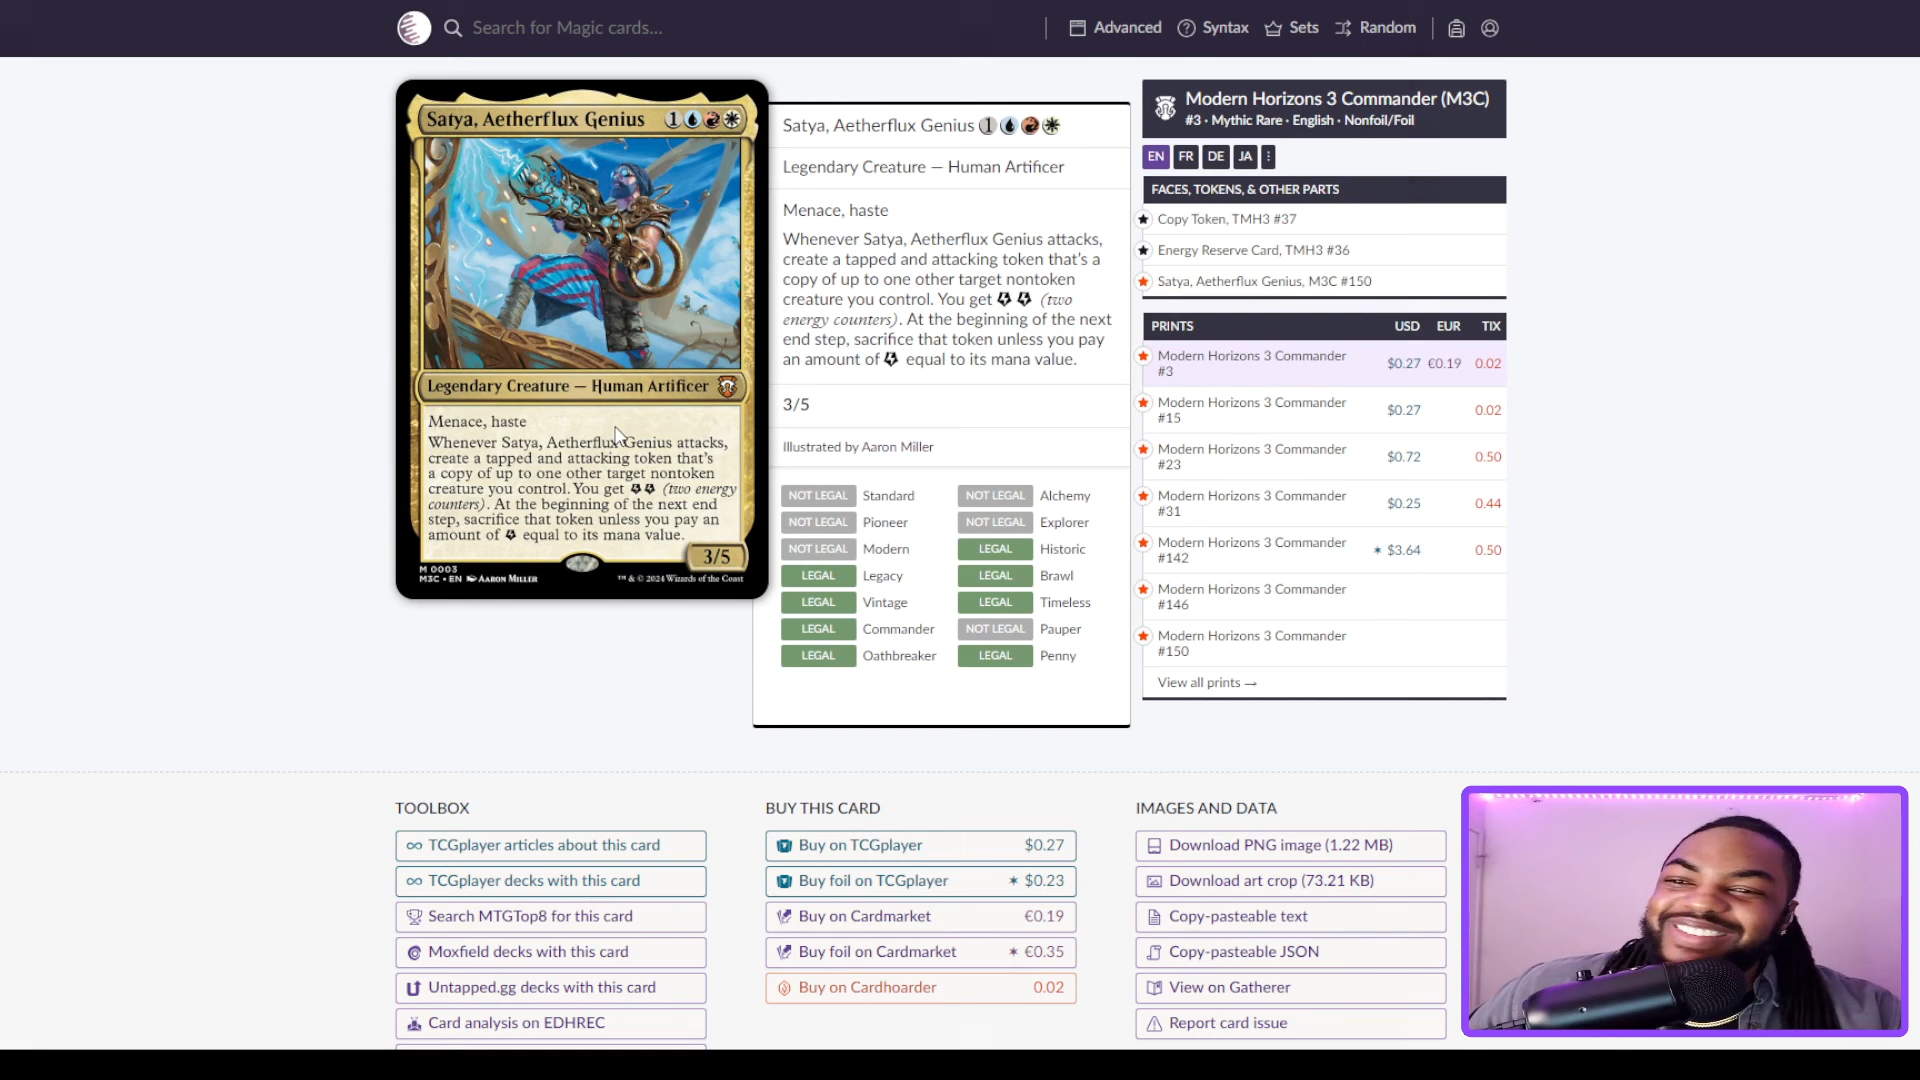 Search for Magic cards...
Advanced
Syntax
Sets
Random
Satya, Aetherflux Genius 1
Legendary Creature — Human Artificer
Menace, haste
Whenever Satya, Aetherflux Genius attacks,
create a tapped and attacking token that's
a copy of up to one other target nontoken
creature you control. You get (two energy
counters). At the beginning of the next end
step, sacrifice that token unless you pay an
amount of equal to its mana value.
3/5
M 0003
M3C • EN AARON MILLER
™ & © 2024 Wizards of the Coast
Satya, Aetherflux Genius 1
Legendary Creature — Human Artificer
Menace, haste
Whenever Satya, Aetherflux Genius attacks,
create a tapped and attacking token that's a
copy of up to one other target nontoken
creature you control. You get (two
energy counters). At the beginning of the next
end step, sacrifice that token unless you pay
an amount of equal to its mana value.
3/5
Illustrated by Aaron Miller
NOT LEGAL Standard NOT LEGAL Alchemy
NOT LEGAL Pioneer NOT LEGAL Explorer
NOT LEGAL Modern LEGAL Historic
LEGAL Legacy LEGAL Brawl
LEGAL Vintage LEGAL Timeless
LEGAL Commander NOT LEGAL Pauper
LEGAL Oathbreaker LEGAL Penny
Modern Horizons 3 Commander (M3C)
#3 · Mythic Rare · English · Nonfoil/Foil
EN FR DE JA
FACES, TOKENS, & OTHER PARTS
Copy Token, TMH3 #37
Energy Reserve Card, TMH3 #36
Satya, Aetherflux Genius, M3C #150
PRINTS USD EUR TIX
Modern Horizons 3 Commander
#3 $0.27 €0.19 0.02
Modern Horizons 3 Commander
#15 $0.27 0.02
Modern Horizons 3 Commander
#23 $0.72 0.50
Modern Horizons 3 Commander
#31 $0.25 0.44
Modern Horizons 3 Commander
#142 $3.64 0.50
Modern Horizons 3 Commander
#146
Modern Horizons 3 Commander
#150
View all prints →
TOOLBOX
TCGplayer articles about this card
TCGplayer decks with this card
Search MTGTop8 for this card
Moxfield decks with this card
Untapped.gg decks with this card
Card analysis on EDHREC
BUY THIS CARD
Buy on TCGplayer $0.27
Buy foil on TCGplayer $0.23
Buy on Cardmarket €0.19
Buy foil on Cardmarket €0.35
Buy on Cardhoarder 0.02
IMAGES AND DATA
Download PNG image (1.22 MB)
Download art crop (73.21 KB)
Copy-pasteable text
Copy-pasteable JSON
View on Gatherer
Report card issue